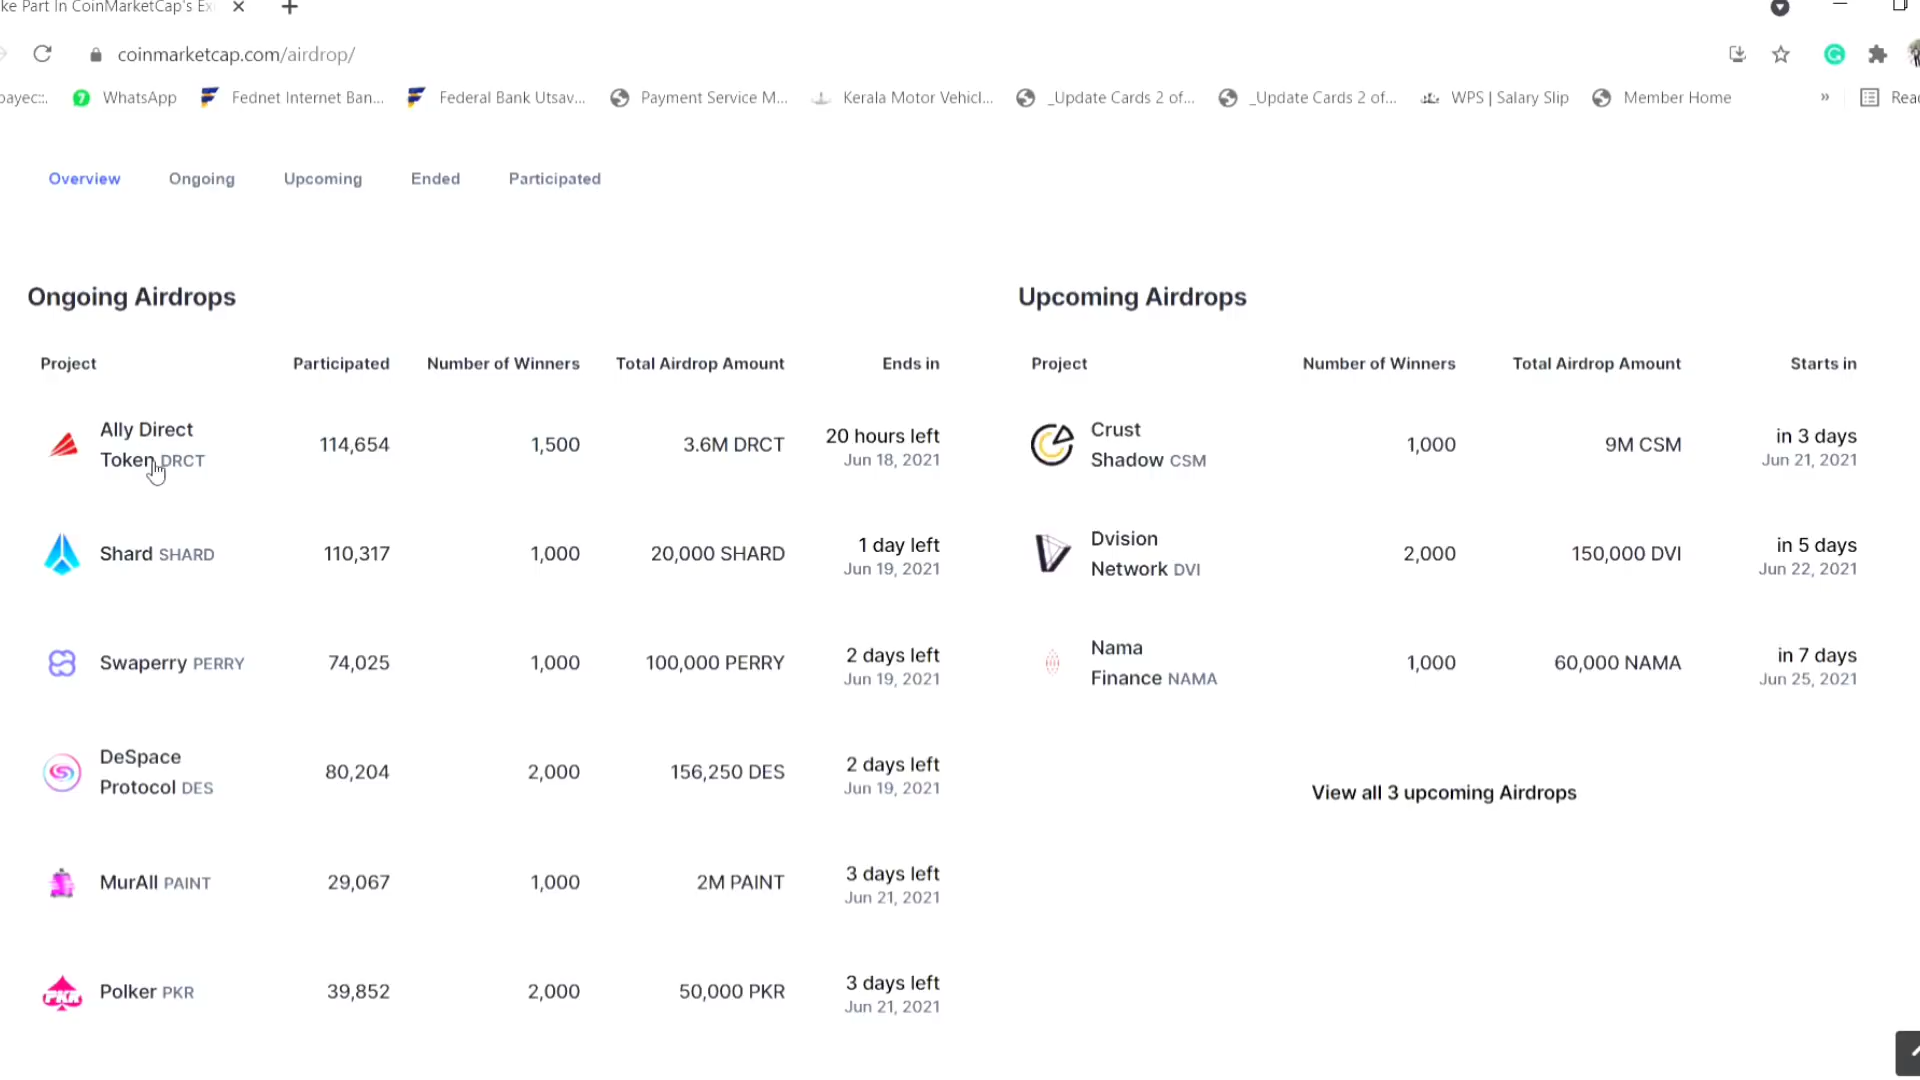 ke Part In CoinMarketCap's Ex
coinmarketcap.com/airdrop/
payec::.
WhatsApp
Fednet Internet Ban...
Federal Bank Utsav...
Payment Service M...
Kerala Motor Vehicl...
_Update Cards 2 of...
_Update Cards 2 of...
WPS | Salary Slip
Member Home
»
Rea
Overview Ongoing Upcoming Ended Participated
Ongoing Airdrops
Project Participated Number of Winners Total Airdrop Amount Ends in
Ally Direct
Token DRCT
114,654 1,500 3.6M DRCT
20 hours left
Jun 18, 2021
Shard SHARD 110,317 1,000 20,000 SHARD
1 day left
Jun 19, 2021
Swaperry PERRY 74,025 1,000 100,000 PERRY
2 days left
Jun 19, 2021
DeSpace
Protocol DES
80,204 2,000 156,250 DES
2 days left
Jun 19, 2021
MurAll PAINT 29,067 1,000 2M PAINT
3 days left
Jun 21, 2021
PKR
Polker PKR 39,852 2,000 50,000 PKR
3 days left
Jun 21, 2021
Upcoming Airdrops
Project Number of Winners Total Airdrop Amount Starts in
Crust
Shadow CSM
1,000 9M CSM
in 3 days
Jun 21, 2021
Dvision
Network DVI
2,000 150,000 DVI
in 5 days
Jun 22, 2021
Nama
Finance NAMA
1,000 60,000 NAMA
in 7 days
Jun 25, 2021
View all 3 upcoming Airdrops